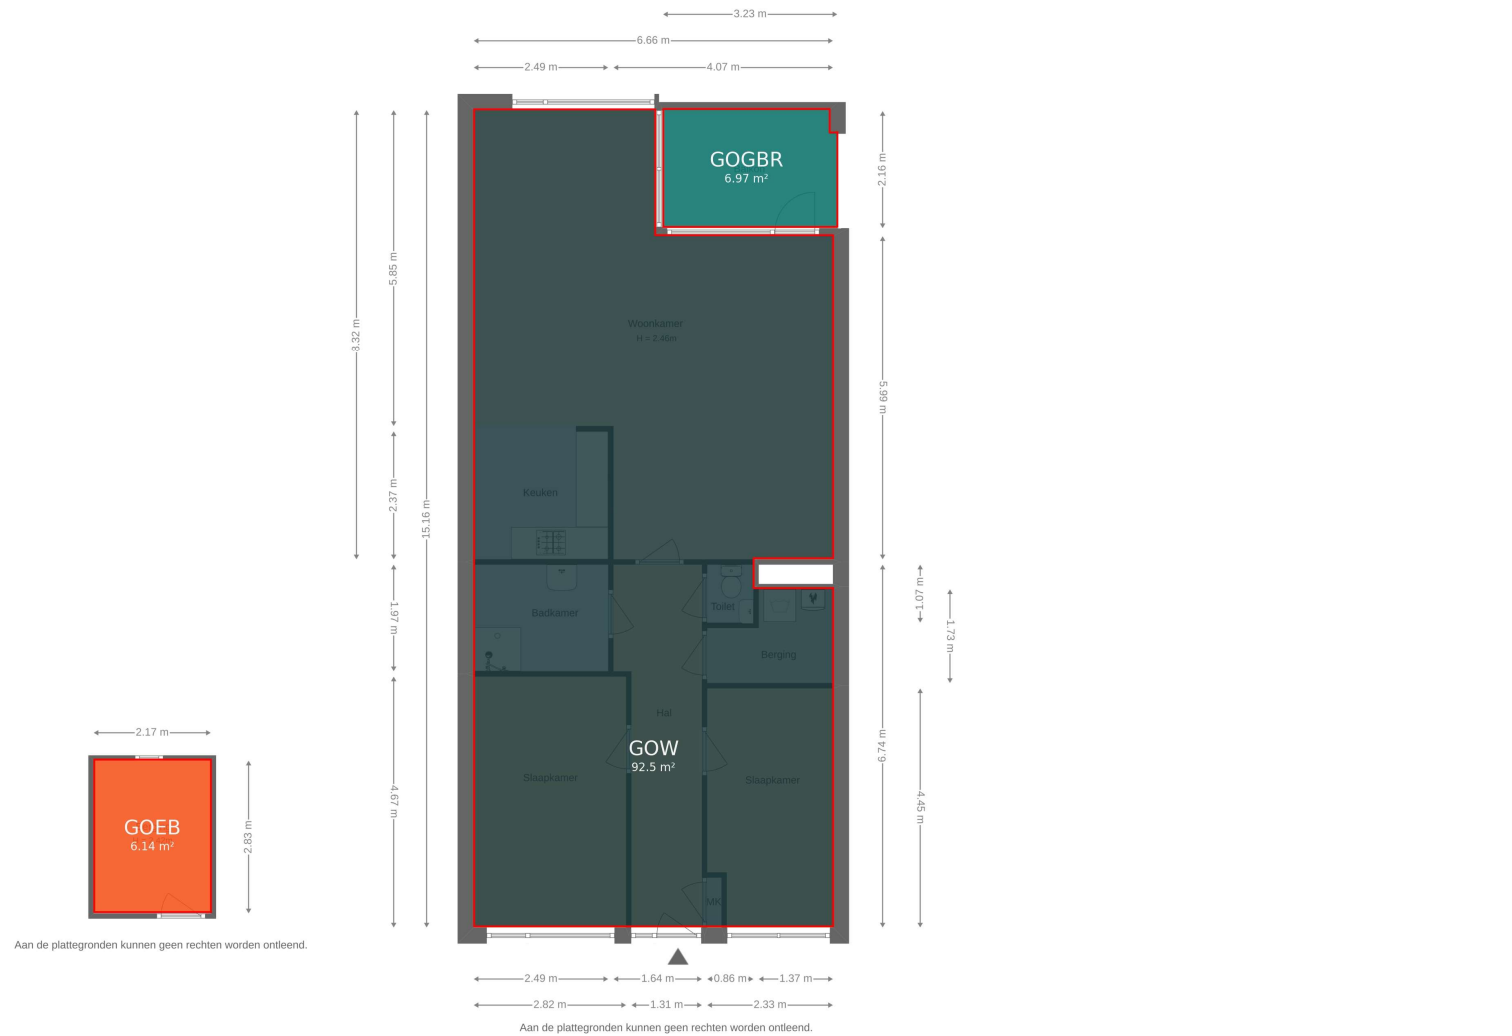 3.23 m
6.66 m
2.49 m
4.07 m
GOGBR
6.97 m²
2.16 m
5.85 m
8.32 m
Woonkamer
H = 2.46m
5.99 m
Keuken
2.37 m
15.16 m
Badkamer
Toilet
1.97 m
1.07 m
1.73 m
Berging
Hal
GOW
92.5 m²
Slaapkamer
Slaapkamer
6.74 m
4.67 m
4.45 m
MK
2.17 m
GOEB
6.14 m²
2.83 m
Aan de plattegronden kunnen geen rechten worden ontleend.
2.49 m
1.64 m
0.86 m
1.37 m
2.82 m
1.31 m
2.33 m
Aan de plattegronden kunnen geen rechten worden ontleend.